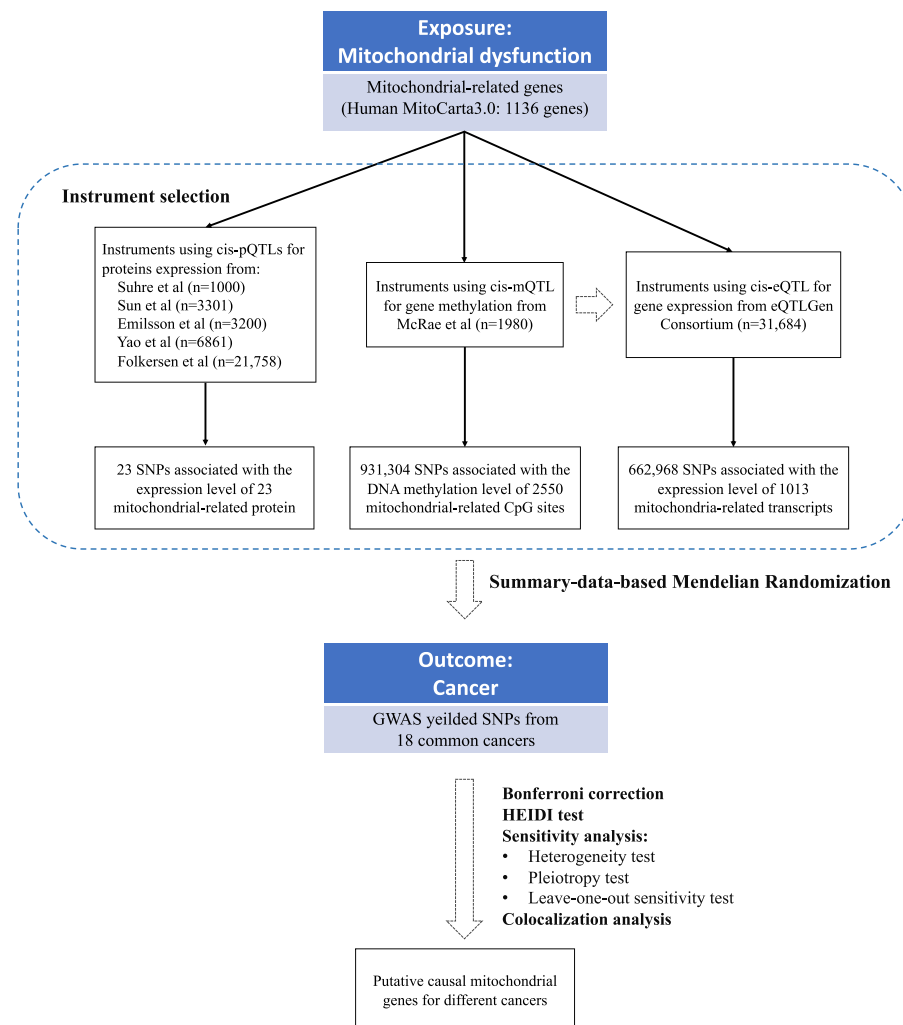 Exposure:
Mitochondrial dysfunction
Mitochondrial-related genes
(Human MitoCarta3.0: 1136 genes)
Instrument selection
Instruments using cis-pQTLs for
proteins expression from:
Suhre et al (n=1000)
Sun et al (n=3301)
Emilsson et al (n=3200)
Yao et al (n=6861)
Folkersen et al (n=21,758)
Instruments using cis-mQTL
for gene methylation from
McRae et al (n=1980)
Instruments using cis-eQTL for
gene expression from eQTLGen
Consortium (n=31,684)
23 SNPs associated with the
expression level of 23
mitochondrial-related protein
931,304 SNPs associated with the
DNA methylation level of 2550
mitochondrial-related CpG sites
662,968 SNPs associated with the
expression level of 1013
mitochondria-related transcripts
Summary-data-based Mendelian Randomization
Outcome:
Cancer
GWAS yeilded SNPs from
18 common cancers
Bonferroni correction
HEIDI test
Sensitivity analysis:
• Heterogeneity test
• Pleiotropy test
• Leave-one-out sensitivity test
Colocalization analysis
Putative causal mitochondrial
genes for different cancers